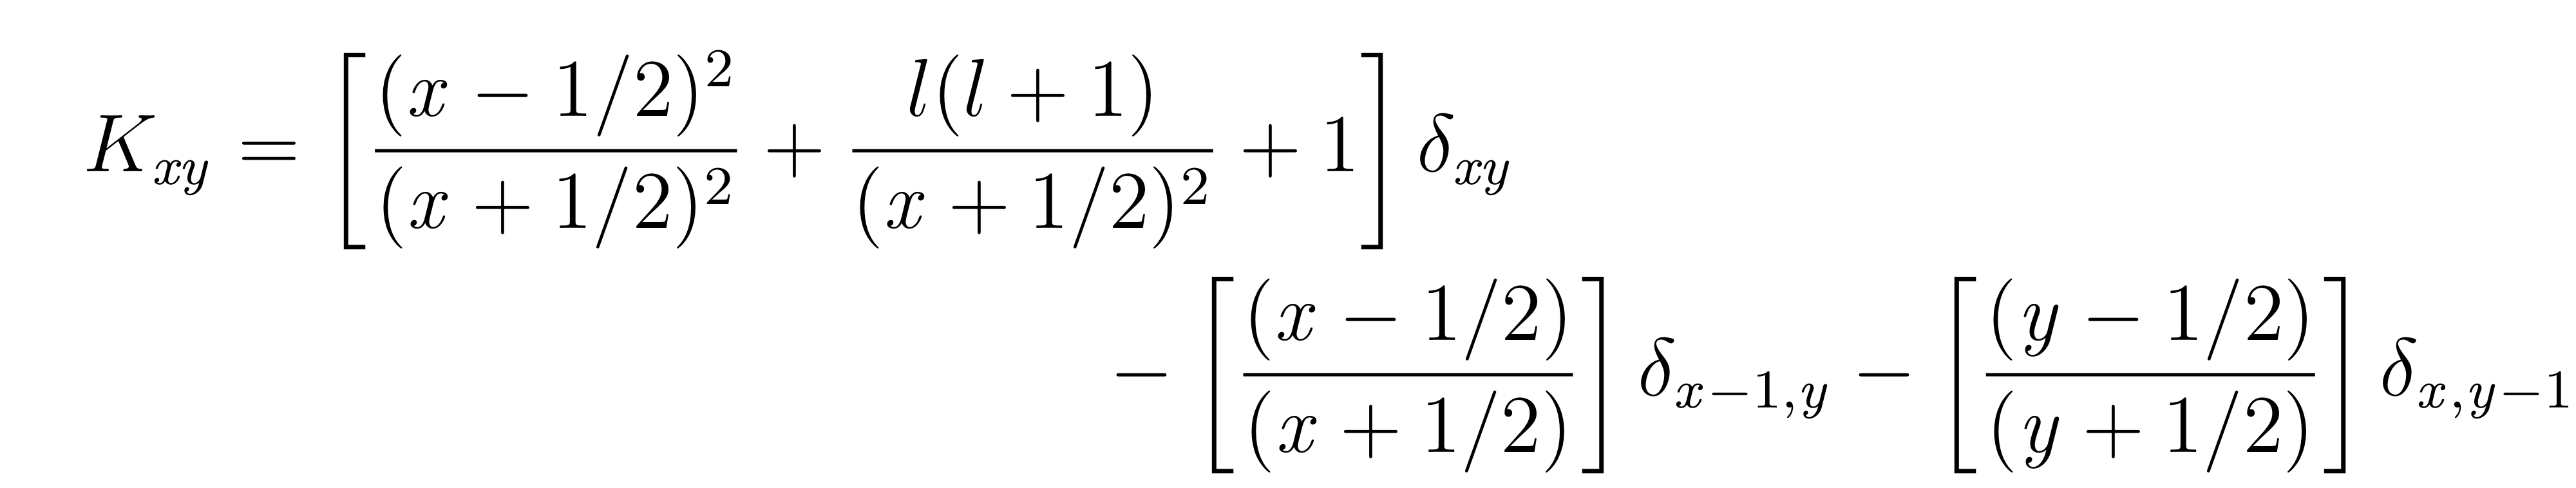 K_{xy} = \left[ \frac{(x - 1/2)^2}{(x + 1/2)^2} + \frac{l(l + 1)}{(x + 1/2)^2} + 1 \right] \delta_{xy}
- \left[ \frac{(x - 1/2)}{(x + 1/2)} \right] \delta_{x-1,y} - \left[ \frac{(y - 1/2)}{(y + 1/2)} \right] \delta_{x,y-1}